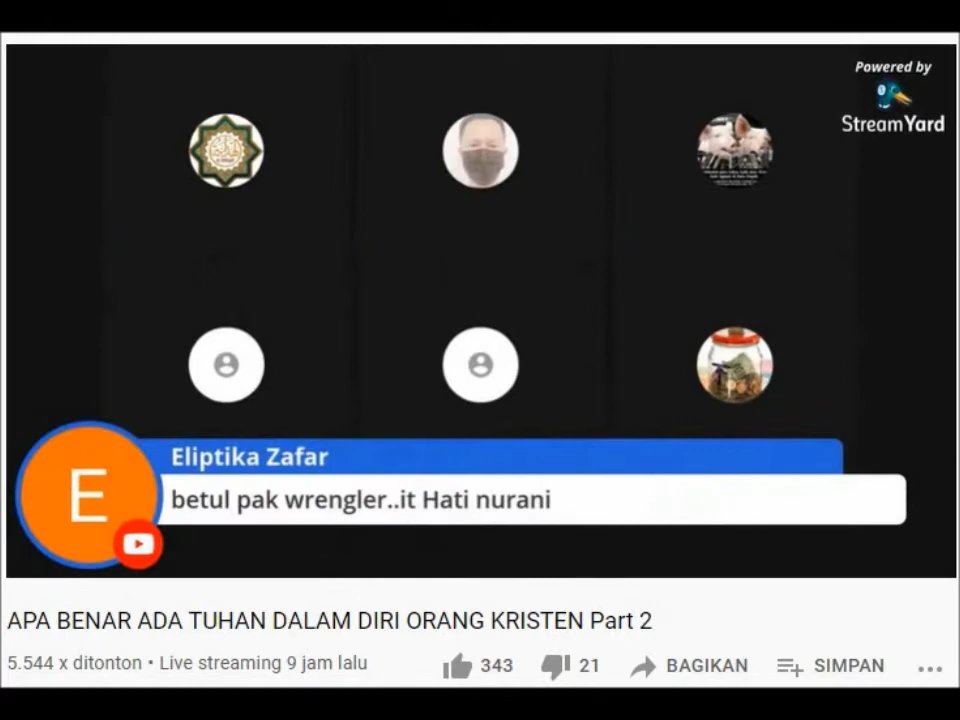 Powered by
StreamYard
E
Eliptika Zafar
betul pak wrengler..it Hati nurani
APA BENAR ADA TUHAN DALAM DIRI ORANG KRISTEN Part 2
5.544 x ditonton • Live streaming 9 jam lalu
343
21
BAGIKAN
SIMPAN